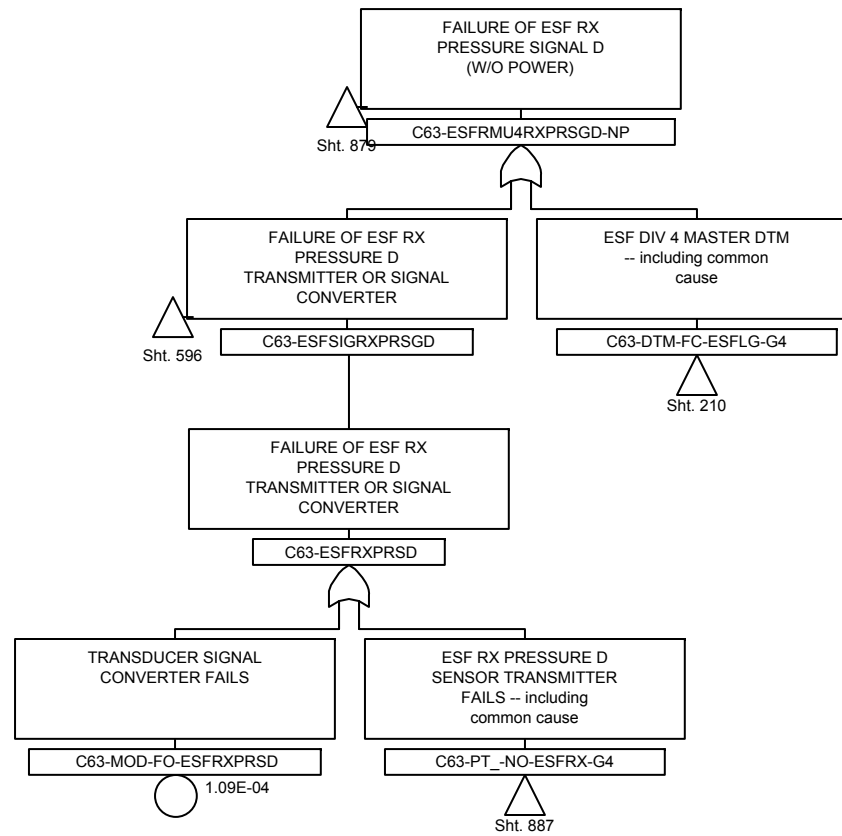 FAILURE OF ESF RX
PRESSURE SIGNAL D
(W/O POWER)
Sht. 879
C63-ESFRMU4RXPRSGD-NP
FAILURE OF ESF RX
PRESSURE D
TRANSMITTER OR SIGNAL
CONVERTER
Sht. 596
C63-ESFSIGRXPRSGD
ESF DIV 4 MASTER DTM
-- including common
cause
C63-DTM-FC-ESFLG-G4
Sht. 210
FAILURE OF ESF RX
PRESSURE D
TRANSMITTER OR SIGNAL
CONVERTER
C63-ESFRXPRSD
TRANSDUCER SIGNAL
CONVERTER FAILS
C63-MOD-FO-ESFRXPRSD
1.09E-04
ESF RX PRESSURE D
SENSOR TRANSMITTER
FAILS -- including
common cause
C63-PT_-NO-ESFRX-G4
Sht. 887